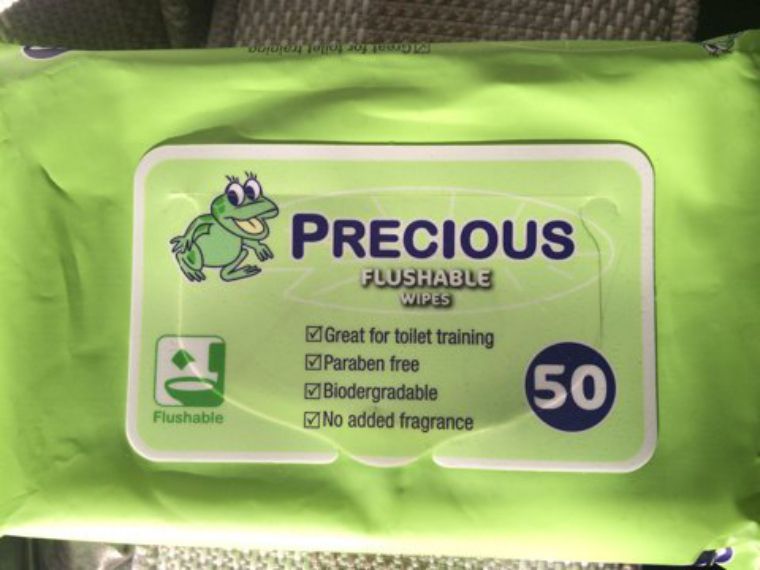 ☑Great for toilet training
PRECIOUS
FLUSHABLE
WIPES
☑Great for toilet training
☑Paraben free
☑Biodergradable
☑No added fragrance
Flushable
50